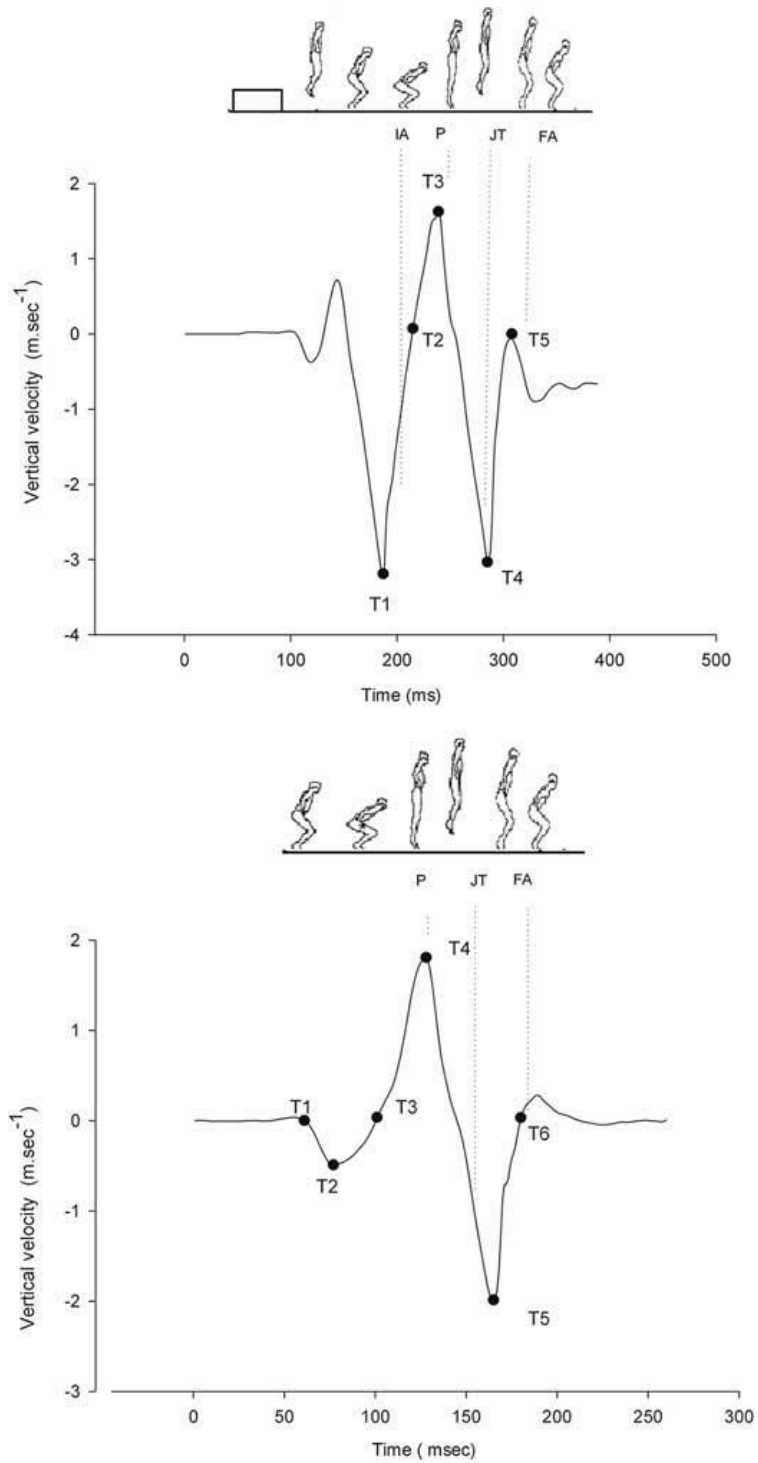 IA P JT FA
T3
2
1
0
-1
-2
-3
-4
T2
T5
T4
T1
Vertical velocity (m.sec⁻¹)
0 100 200 300 400 500
Time (ms)
P JT FA
2
1
0
-1
-2
-3
T4
T1
T3
T6
T2
T5
Vertical velocity (m.sec⁻¹)
0 50 100 150 200 250 300
Time ( msec)